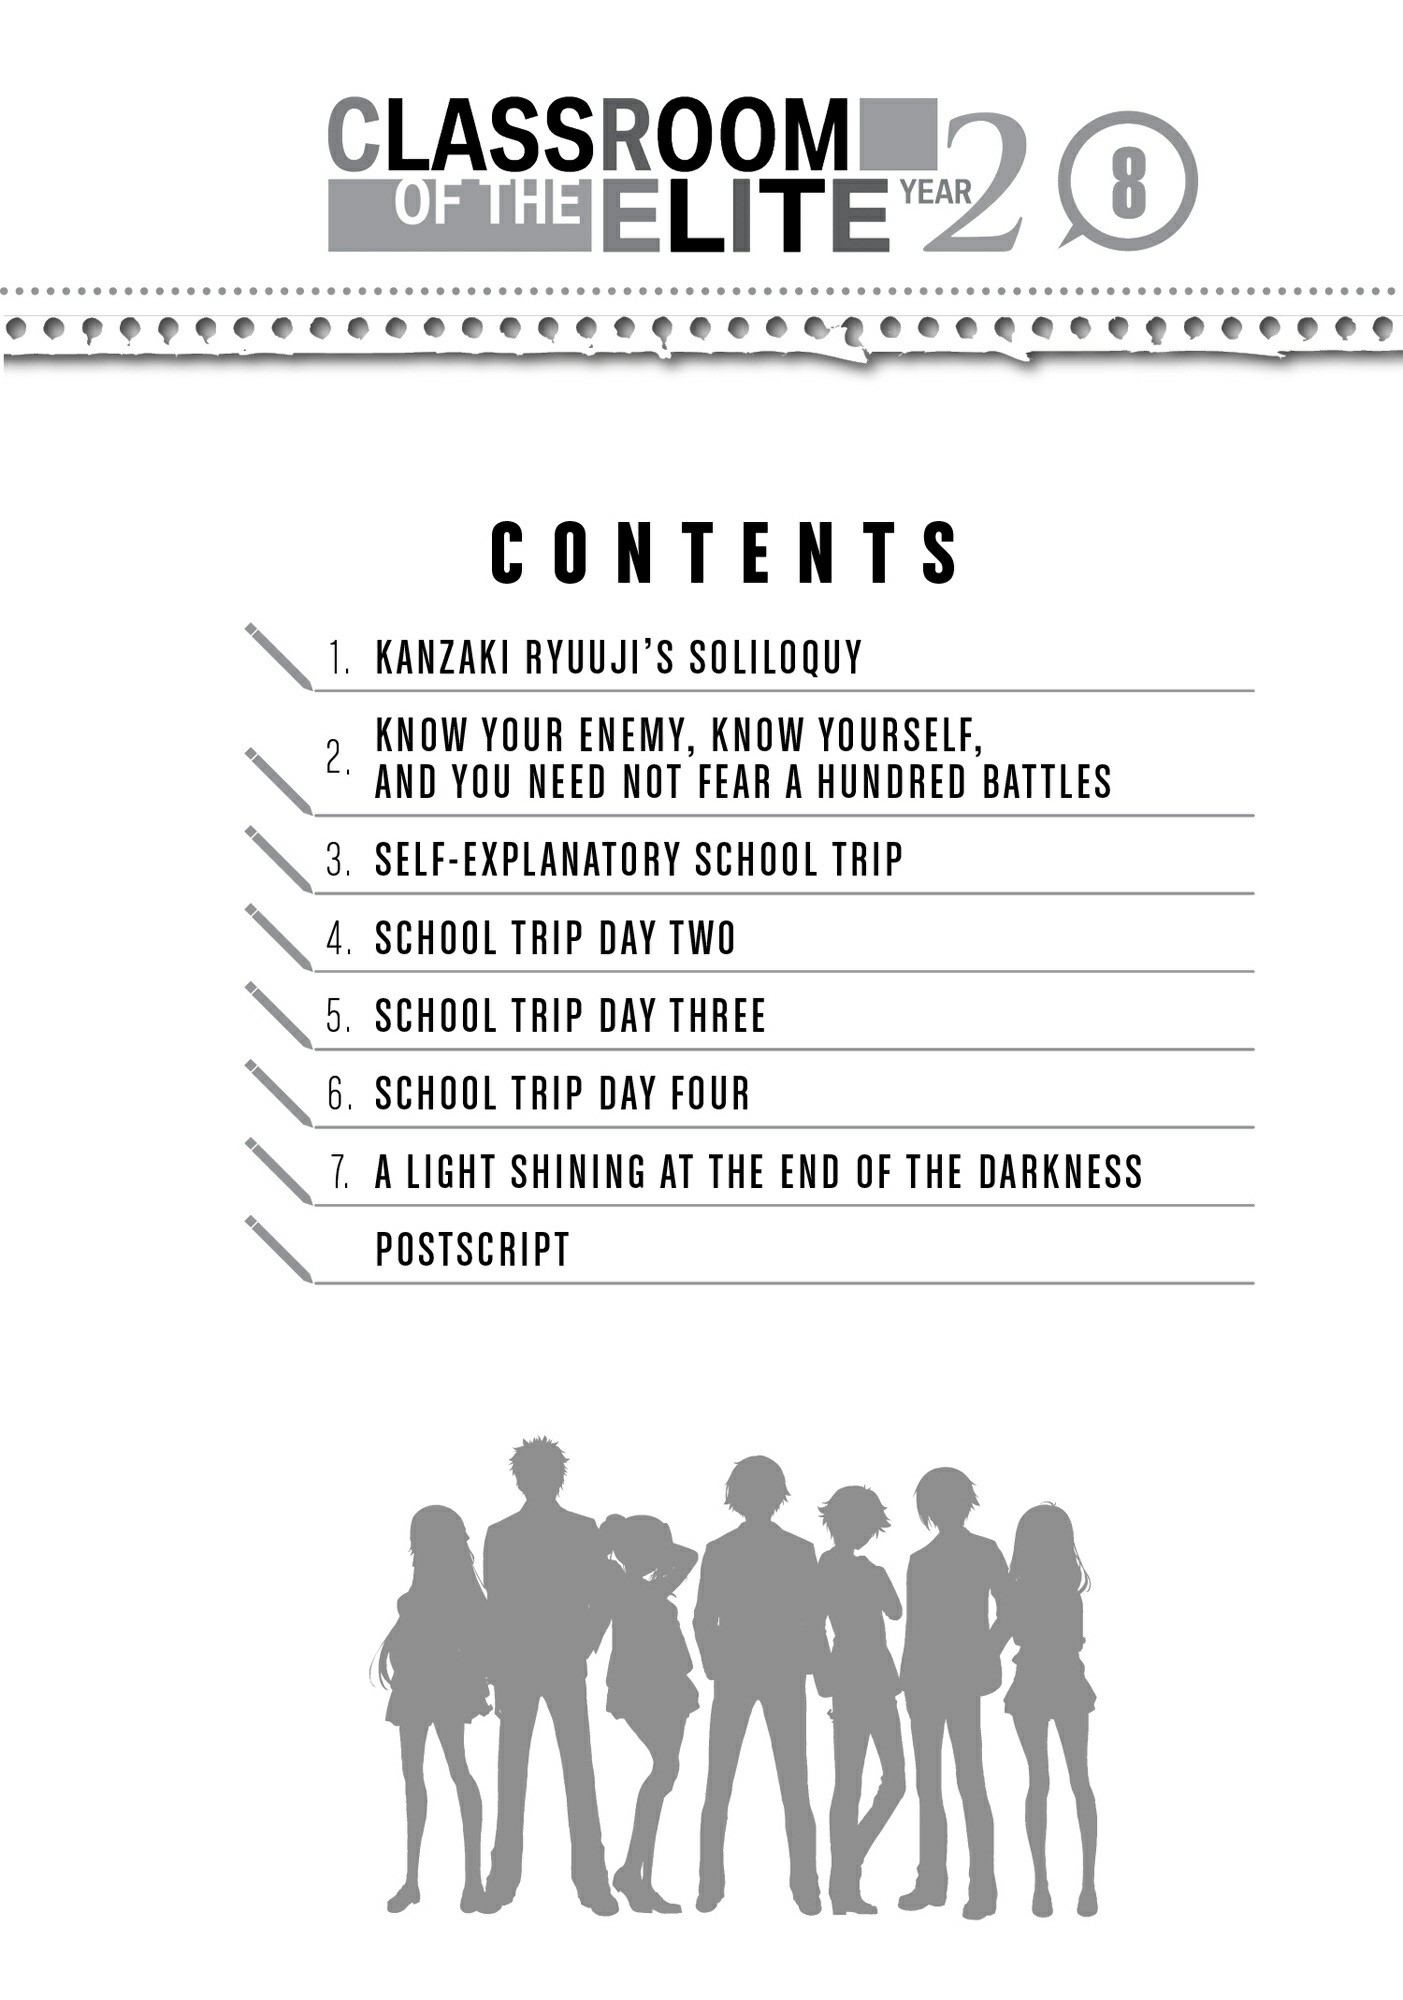 CLASSROOM
OF THE ELITE YEAR 2 8
CONTENTS
1. KANZAKI RYUUJI’S SOLILOQUY
2. KNOW YOUR ENEMY, KNOW YOURSELF,
AND YOU NEED NOT FEAR A HUNDRED BATTLES
3. SELF-EXPLANATORY SCHOOL TRIP
4. SCHOOL TRIP DAY TWO
5. SCHOOL TRIP DAY THREE
6. SCHOOL TRIP DAY FOUR
7. A LIGHT SHINING AT THE END OF THE DARKNESS
POSTSCRIPT